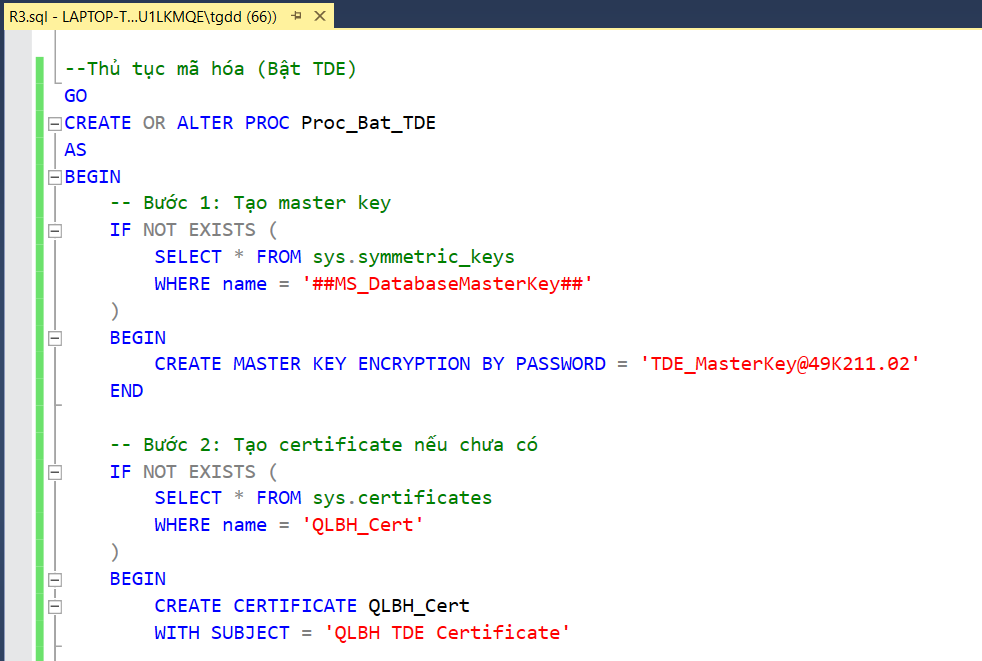 R3.sql - LAPTOP-T...U1LKMQE\tgdd (66))
--Thủ tục mã hóa (Bật TDE)
GO
CREATE OR ALTER PROC Proc_Bat_TDE
AS
BEGIN
    -- Bước 1: Tạo master key
    IF NOT EXISTS (
        SELECT * FROM sys.symmetric_keys
        WHERE name = '##MS_DatabaseMasterKey##'
    )
    BEGIN
        CREATE MASTER KEY ENCRYPTION BY PASSWORD = 'TDE_MasterKey@49K211.02'
    END
    -- Bước 2: Tạo certificate nếu chưa có
    IF NOT EXISTS (
        SELECT * FROM sys.certificates
        WHERE name = 'QLBH_Cert'
    )
    BEGIN
        CREATE CERTIFICATE QLBH_Cert
        WITH SUBJECT = 'QLBH TDE Certificate'